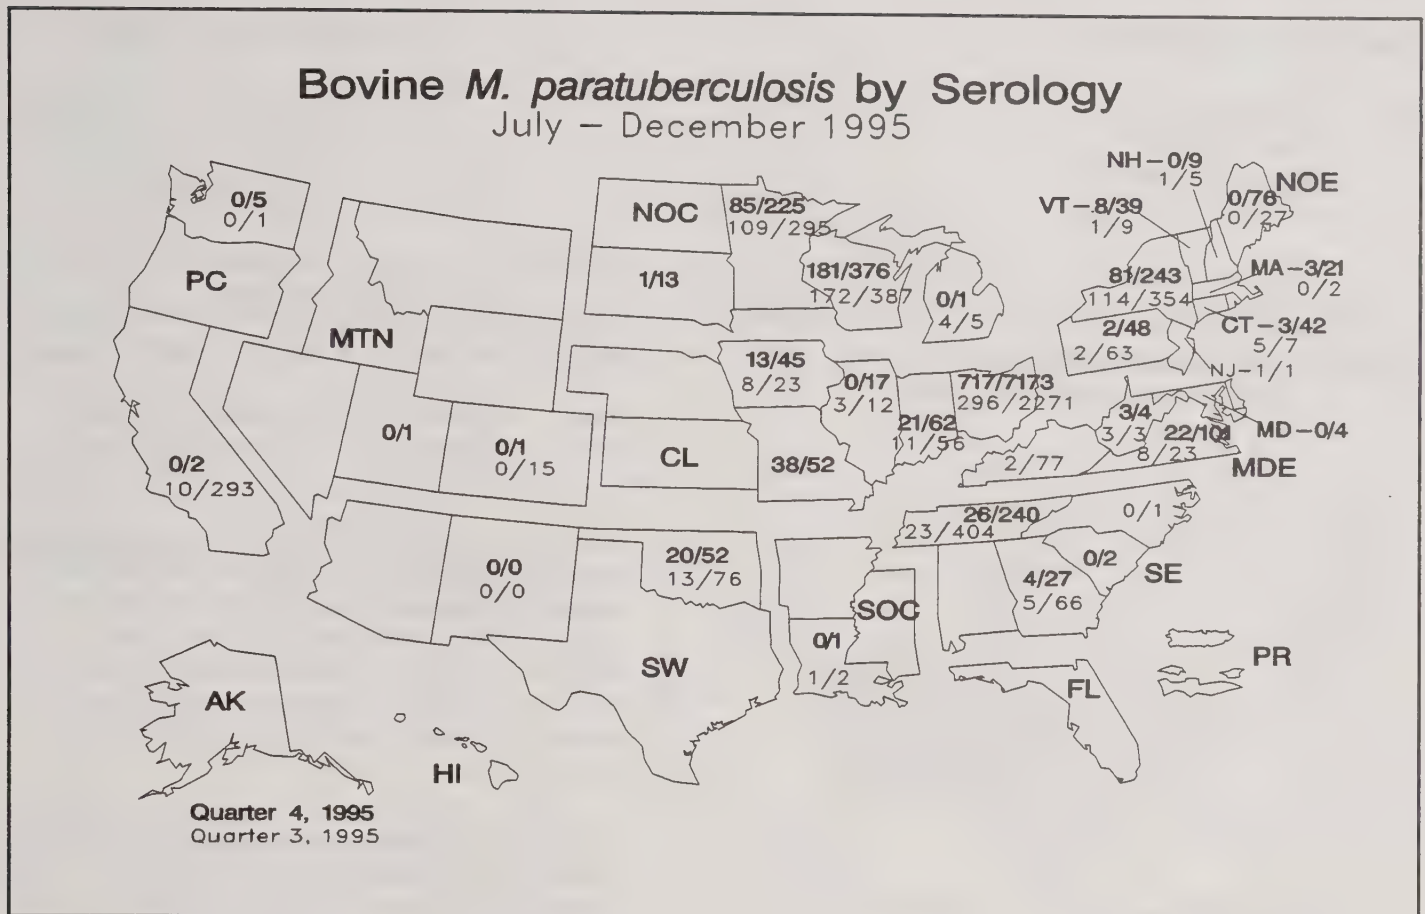 Bovine M. paratuberculosis by Serology
July – December 1995
NH – 0/9
1/5
NOE
VT – 8/39
1/9
0/76
0/27
0/5
0/1
NOC
85/225
109/295
PC
1/13
181/376
172/387
0/1
4/5
81/243
114/354
MA – 3/21
0/2
MTN
2/48
2/63
CT – 3/42
5/7
NJ – 1/1
13/45
8/23
0/17
3/12
717/7173
296/2271
0/1
0/1
0/15
21/62
11/56
3/4
3/3
22/101
8/23
MD – 0/4
MDE
0/2
10/293
CL
38/52
2/77
26/240
23/404
0/1
0/0
0/0
20/52
13/76
4/27
5/66
0/2
SE
SOC
0/1
1/2
SW
FL
PR
AK
HI
Quarter 4, 1995
Quarter 3, 1995